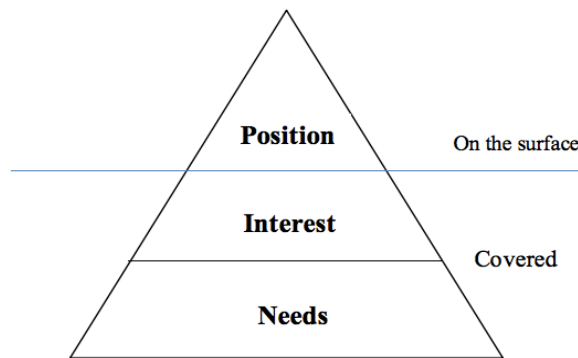 Position
On the surface
Interest
Covered
Needs